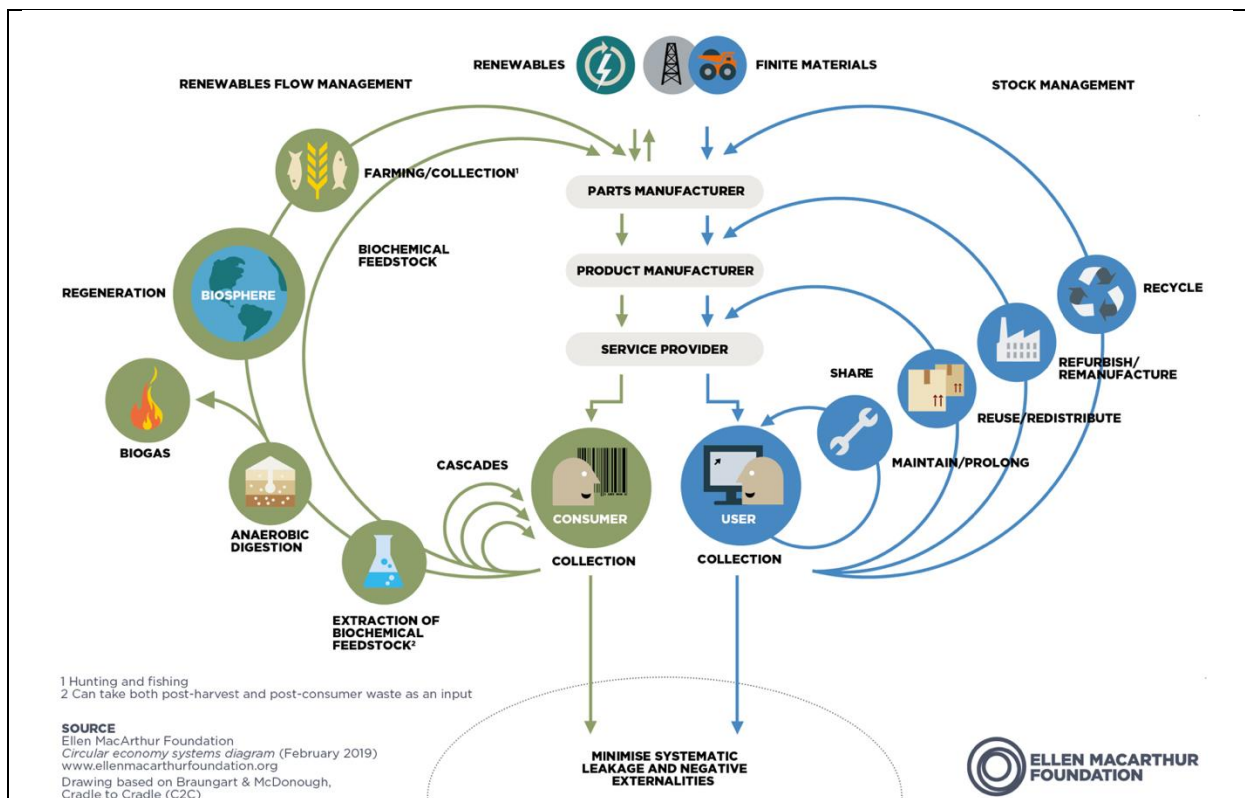 RENEWABLES
FINITE MATERIALS
RENEWABLES FLOW MANAGEMENT
STOCK MANAGEMENT
FARMING/COLLECTION¹
PARTS MANUFACTURER
BIOCHEMICAL
FEEDSTOCK
PRODUCT MANUFACTURER
REGENERATION
BIOSPHERE
RECYCLE
SERVICE PROVIDER
SHARE
REFURBISH/
REMANUFACTURE
REUSE/REDISTRIBUTE
BIOGAS
CASCADES
MAINTAIN/PROLONG
CONSUMER
USER
ANAEROBIC
DIGESTION
COLLECTION
COLLECTION
EXTRACTION OF
BIOCHEMICAL
FEEDSTOCK²
1 Hunting and fishing
2 Can take both post-harvest and post-consumer waste as an input
SOURCE
Ellen MacArthur Foundation
Circular economy systems diagram (February 2019)
www.ellenmacarthurfoundation.org
Drawing based on Braungart & McDonough,
Cradle to Cradle (C2C)
MINIMISE SYSTEMATIC
LEAKAGE AND NEGATIVE
EXTERNALITIES
ELLEN MACARTHUR
FOUNDATION